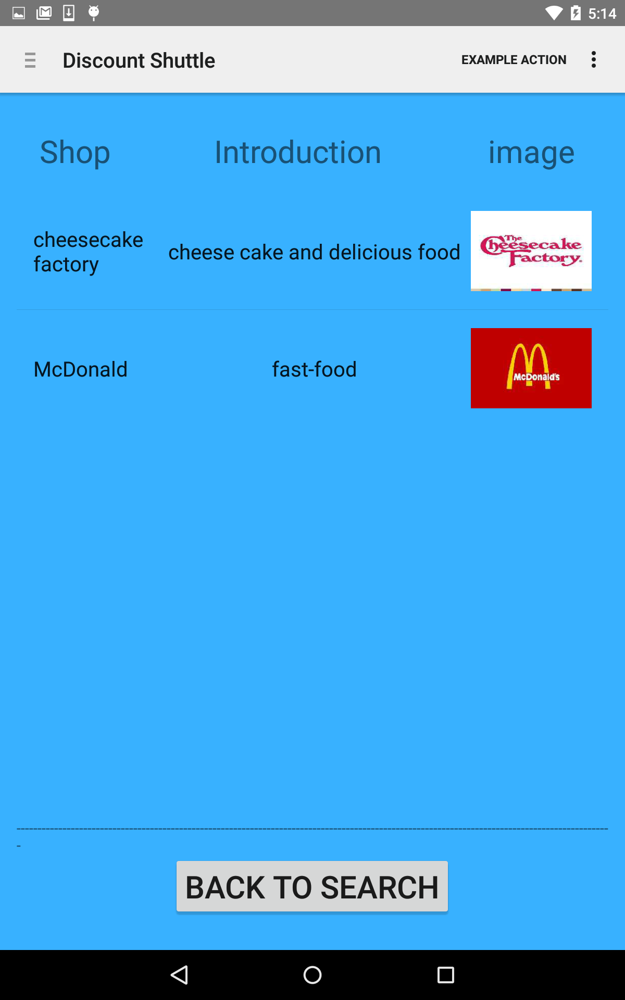 5:14
Discount Shuttle
EXAMPLE ACTION
Shop Introduction image
cheesecake
factory
cheese cake and delicious food
The
Cheesecake
Factory.
McDonald
fast-food
McDonald's
-----------------------------------------------------------------------------------------------------------------------------------------------
-
BACK TO SEARCH